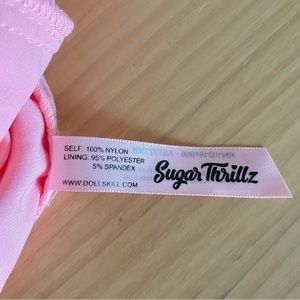 SELF: 100% NYLON
LINING: 95% POLYESTER
5% SPANDEX
WWW.DOLLSKILL.COM
Sugar Thrillz